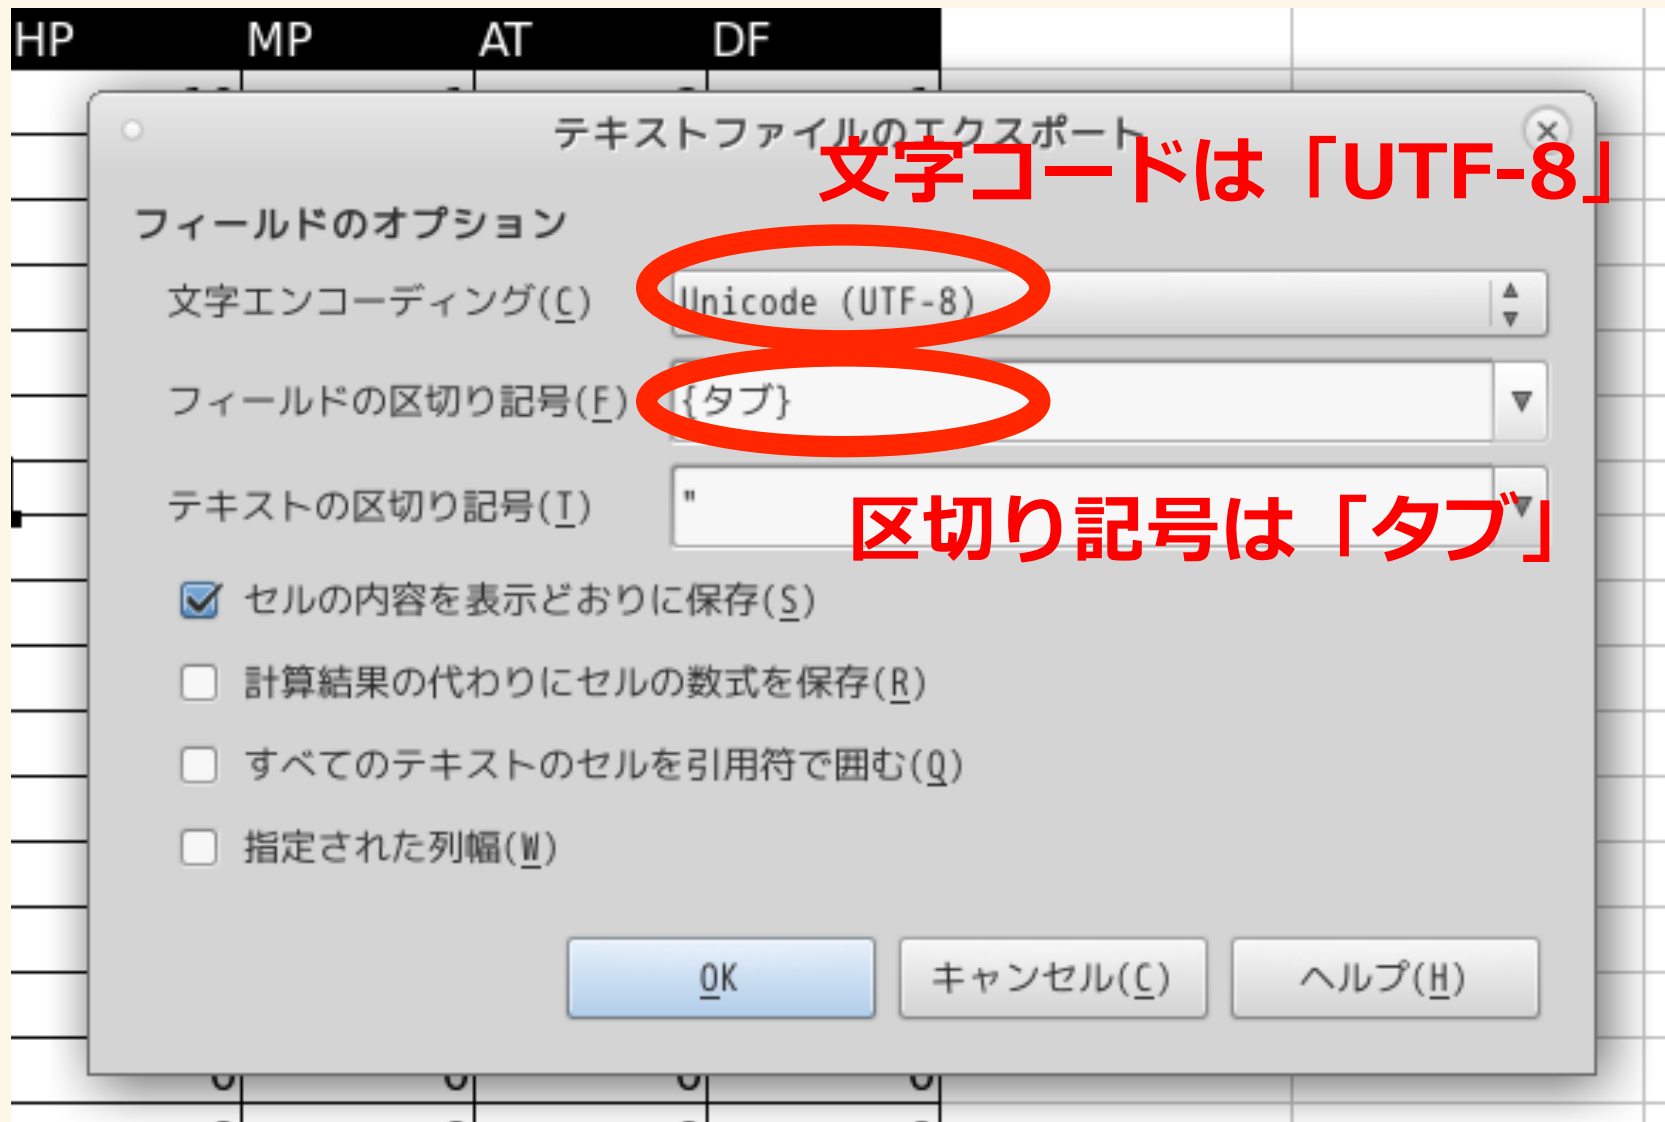 HP MP AT DF
テキストファイルのエクスポート
文字コードは「UTF-8」
フィールドのオプション
文字エンコーディング(C) Unicode (UTF-8)
フィールドの区切り記号(F) {タブ}
テキストの区切り記号(T) "
区切り記号は「タブ」
セルの内容を表示どおりに保存(S)
計算結果の代わりにセルの数式を保存(R)
すべてのテキストのセルを引用符で囲む(Q)
指定された列幅(W)
OK キャンセル(C) ヘルプ(H)